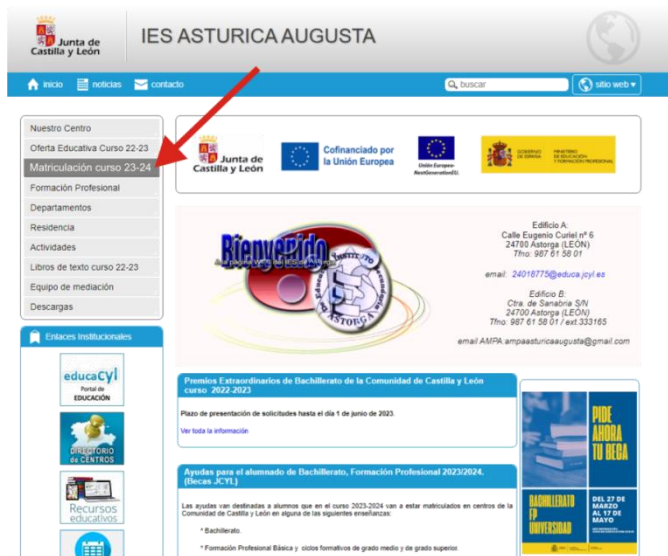 Junta de
Castilla y León
IES ASTURICA AUGUSTA
inicio noticias contacto
buscar
sitio web
Nuestro Centro
Oferta Educativa Curso 22-23
Matriculación curso 23-24
Formación Profesional
Departamentos
Residencia
Actividades
Libros de texto curso 22-23
Equipo de mediación
Descargas
Junta de
Castilla y León
Cofinanciado por
la Unión Europea
Unión Europea
NextGenerationEU
GOBIERNO
DE ESPAÑA
MINISTERIO
DE EDUCACIÓN
Y FORMACIÓN PROFESIONAL
Bienvenido
INSTITUTO
ASTORGA
Edificio A:
Calle Eugenio Curiel nº 6
24700 Astorga (LEÓN)
Tfno: 987 61 58 01
email: 24018775@educa.jcyl.es
Edificio B:
Ctra. de Sanabria S/N
24700 Astorga (LEÓN)
Tfno: 987 61 58 01 / ext.333165
email AMPA:ampaasturicaaugusta@gmail.com
Enlaces Institucionales
educacyl
Portal de
EDUCACIÓN
DIRECTORIO
de CENTROS
Recursos
educativos
Premios Extraordinarios de Bachillerato de la Comunidad de Castilla y León
curso 2022-2023
Plazo de presentación de solicitudes hasta el día 1 de junio de 2023.
Ver toda la información
Ayudas para el alumnado de Bachillerato, Formación Profesional 2023/2024.
(Becas JCYL)
Las ayudas van destinadas a alumnos que en el curso 2023-2024 van a estar matriculados en centros de la
Comunidad de Castilla y León en alguna de las siguientes enseñanzas:
* Bachillerato.
* Formación Profesional Básica y ciclos formativos de grado medio y de grado superior.
PIDE
AHORA
TU BECA
BACHILLERATO
FP
UNIVERSIDAD
DEL 27 DE
MARZO
AL 17 DE
MAYO